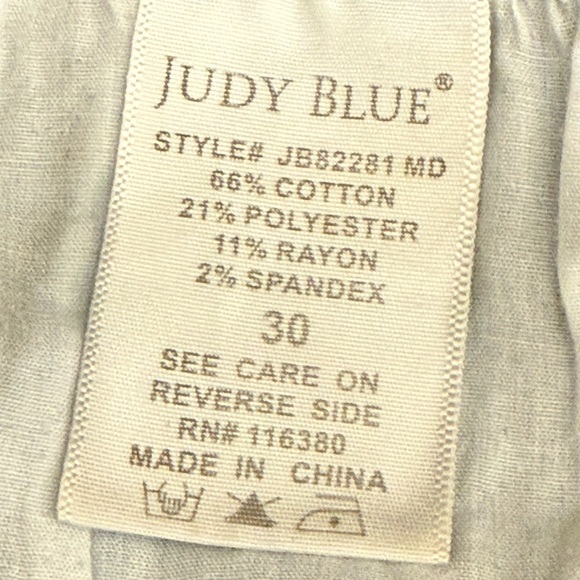 JUDY BLUE®
STYLE# JB82281 MD
66% COTTON
21% POLYESTER
11% RAYON
2% SPANDEX
30
SEE CARE ON
REVERSE SIDE
RN# 116380
MADE IN CHINA